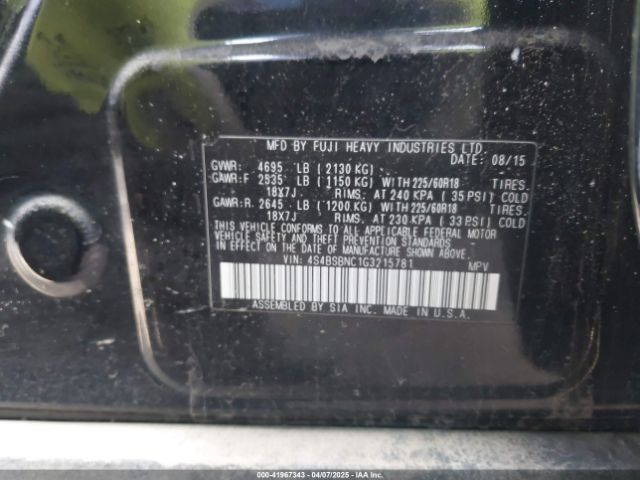 MFD BY FUJI HEAVY INDUSTRIES LTD.
DATE: 08/15
GVWR: 4695 LB ( 2130 KG)
GAWR:F 2535 LB ( 1150 KG) WITH 225/60R18 TIRES.
18X7J RIMS. AT 240 KPA ( 35 PSI) COLD
GAWR:R. 2645 LB ( 1200 KG) WITH 225/60R18 TIRES.
18X7J RIMS. AT 230 KPA ( 33 PSI) COLD
THIS VEHICLE CONFORMS TO ALL APPLICABLE FEDERAL MOTOR
VEHICLE SAFETY AND THEFT PREVENTION STANDARDS
IN EFFECT ON THE DATE OF MANUFACTURE SHOWN ABOVE.
VIN: 4S4BSBNC1G3215781 MPV
ASSEMBLED BY SIA INC. MADE IN U.S.A.
000-41967343 - 04/07/2025 - IAAI.COM